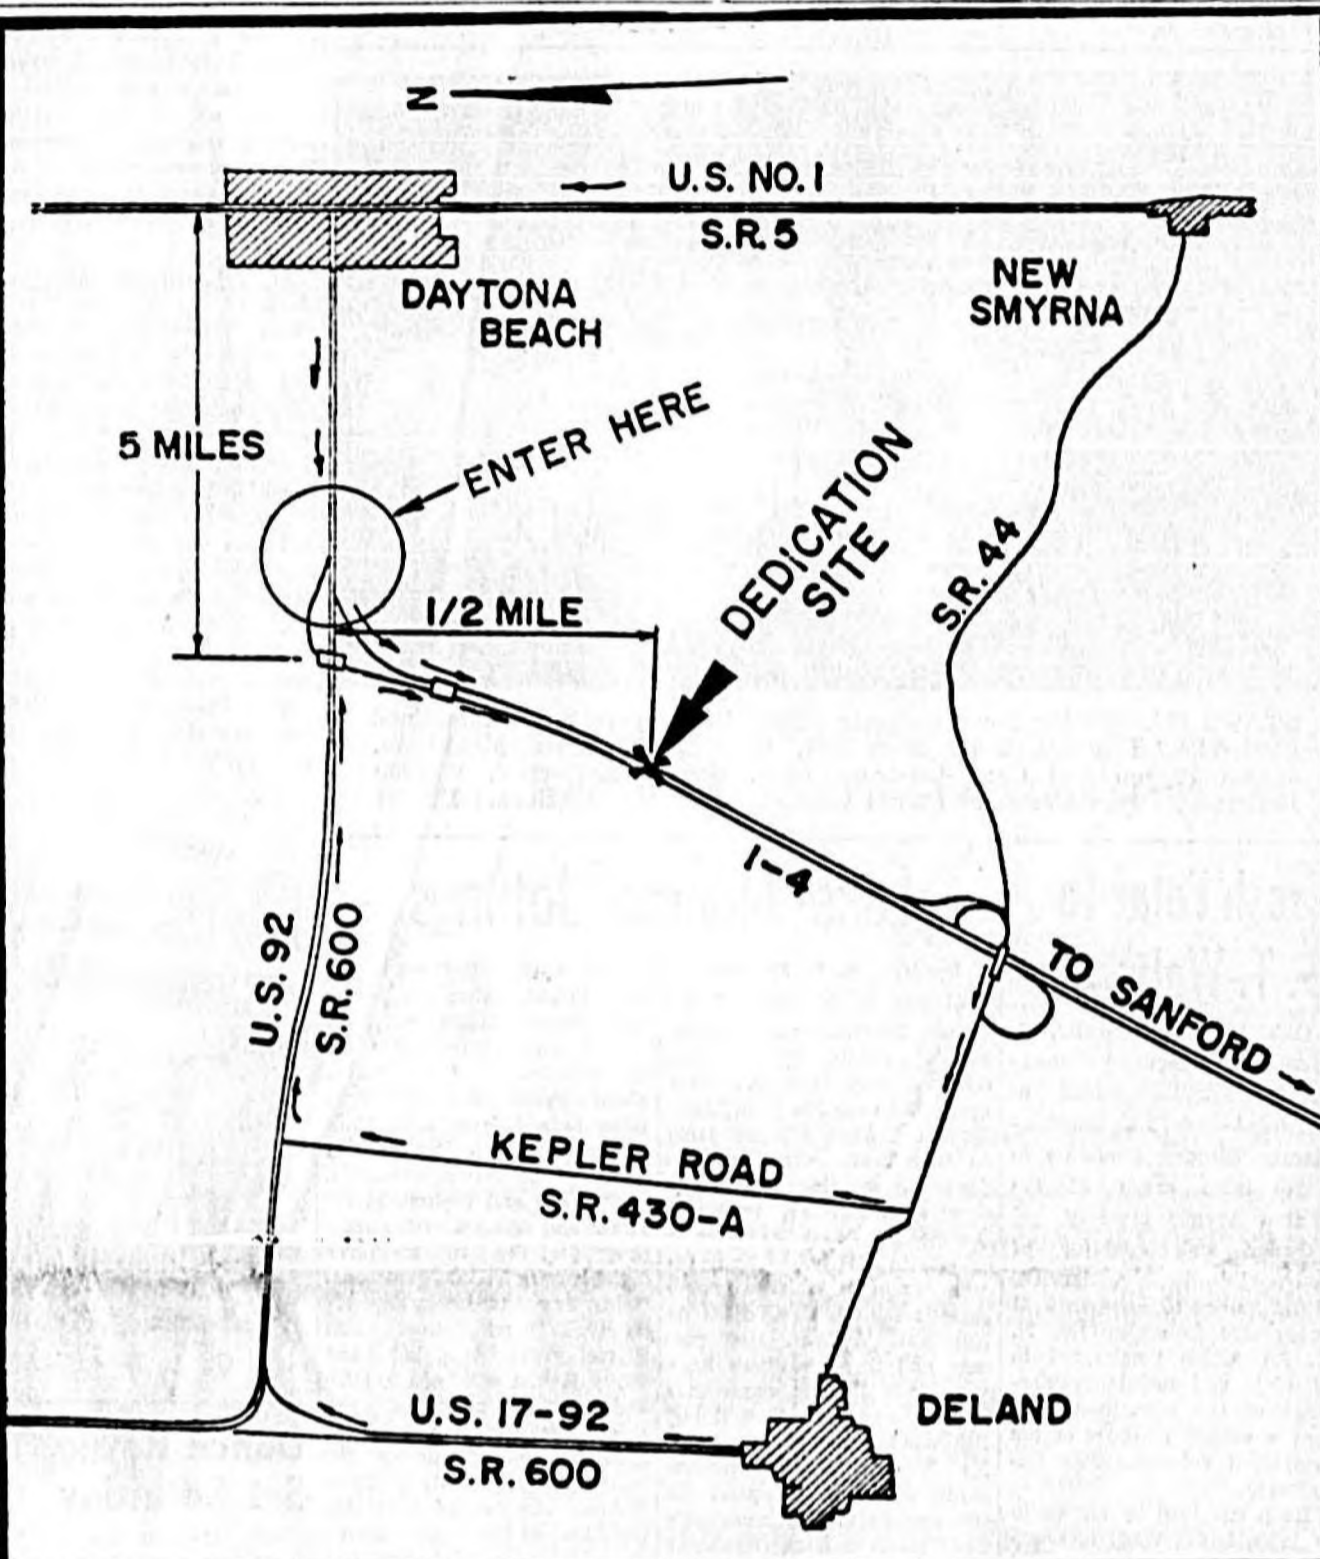 N
U.S. NO. 1
S.R. 5
DAYTONA
BEACH
NEW
SMYRNA
5 MILES
ENTER HERE
1/2 MILE
DEDICATION
SITE
S.R. 44
I-4
U.S. 92
S.R. 600
TO SANFORD
KEPLER ROAD
S.R. 430-A
U.S. 17-92
S.R. 600
DELAND